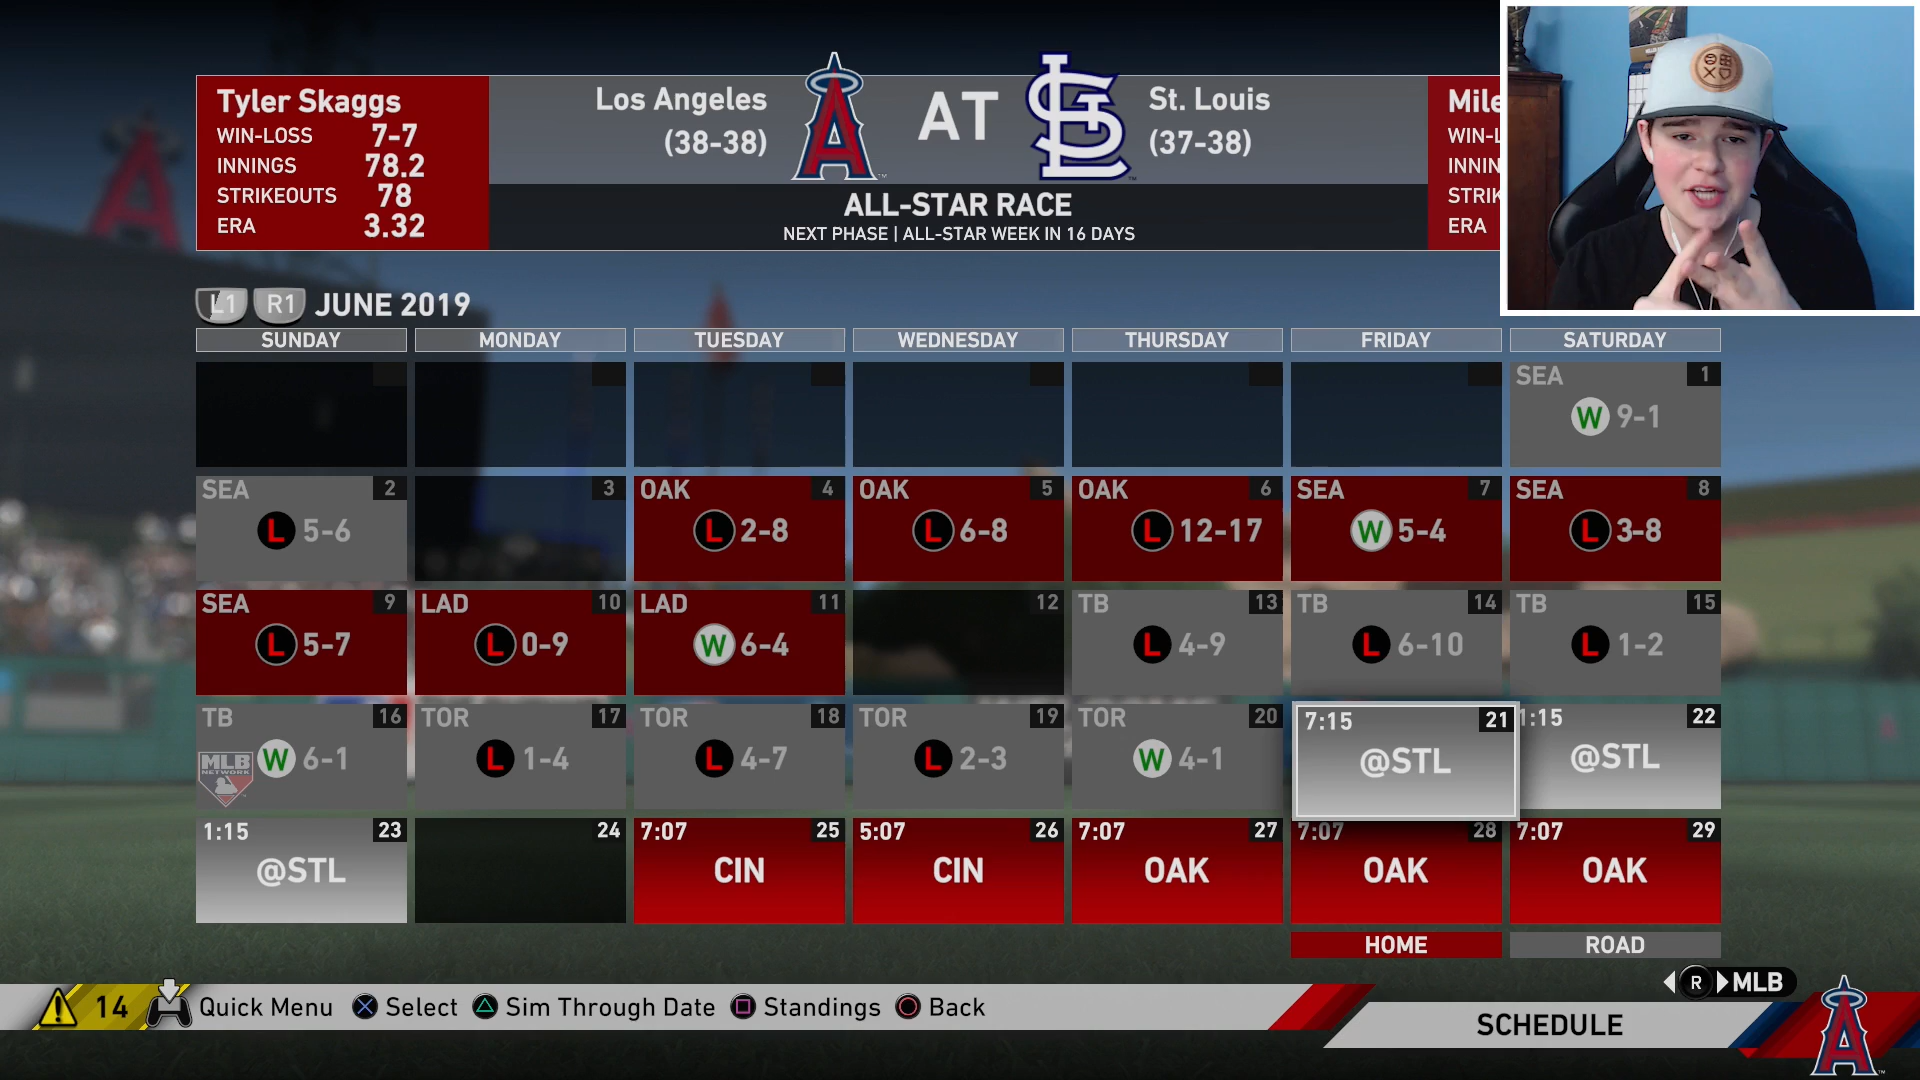 Tyler Skaggs
WIN-LOSS 7-7
INNINGS 78.2
STRIKEOUTS 78
ERA 3.32
Los Angeles
(38-38)
A
AT
STL
St. Louis
(37-38)
ALL-STAR RACE
NEXT PHASE | ALL-STAR WEEK IN 16 DAYS
Mile
WIN-L
INNIN
STRIK
ERA
L1 R1 JUNE 2019
SUNDAY MONDAY TUESDAY WEDNESDAY THURSDAY FRIDAY SATURDAY
SEA 1
W 9-1
SEA 2 3 OAK 4 OAK 5 OAK 6 SEA 7 SEA 8
L 5-6 L 2-8 L 6-8 L 12-17 W 5-4 L 3-8
SEA 9 LAD 10 LAD 11 12 TB 13 TB 14 TB 15
L 5-7 L 0-9 W 6-4 L 4-9 L 6-10 L 1-2
TB 16 TOR 17 TOR 18 TOR 19 TOR 20 7:15 21 1:15 22
MLB NETWORK W 6-1 L 1-4 L 4-7 L 2-3 W 4-1 @STL @STL
1:15 23 24 7:07 25 5:07 26 7:07 27 7:07 28 7:07 29
@STL CIN CIN OAK OAK OAK
HOME ROAD
R MLB
14 Quick Menu Select Sim Through Date Standings Back
SCHEDULE
A